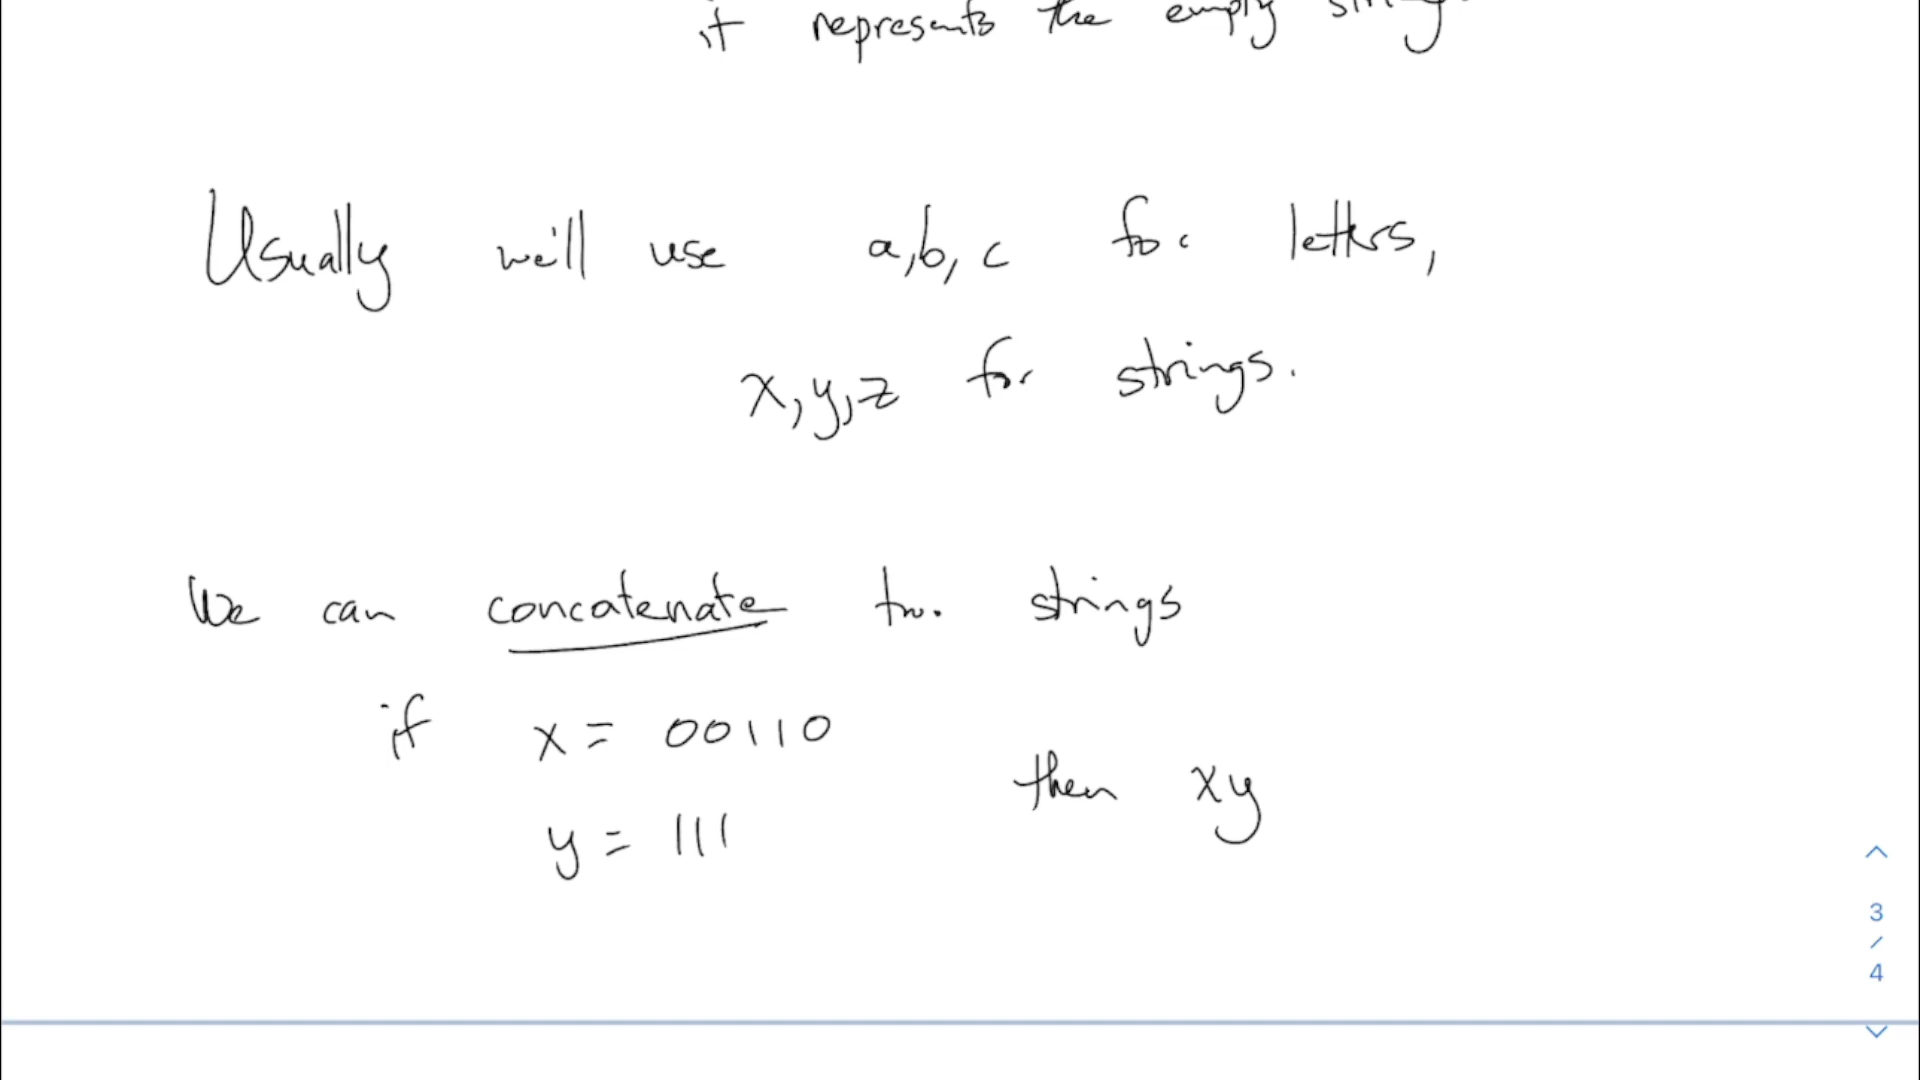 it represents the empty string
Usually we'll use a,b,c for letters,
x,y,z for strings.
We can concatenate two strings
if x = 00110
then xy
y = 111
3
/
4